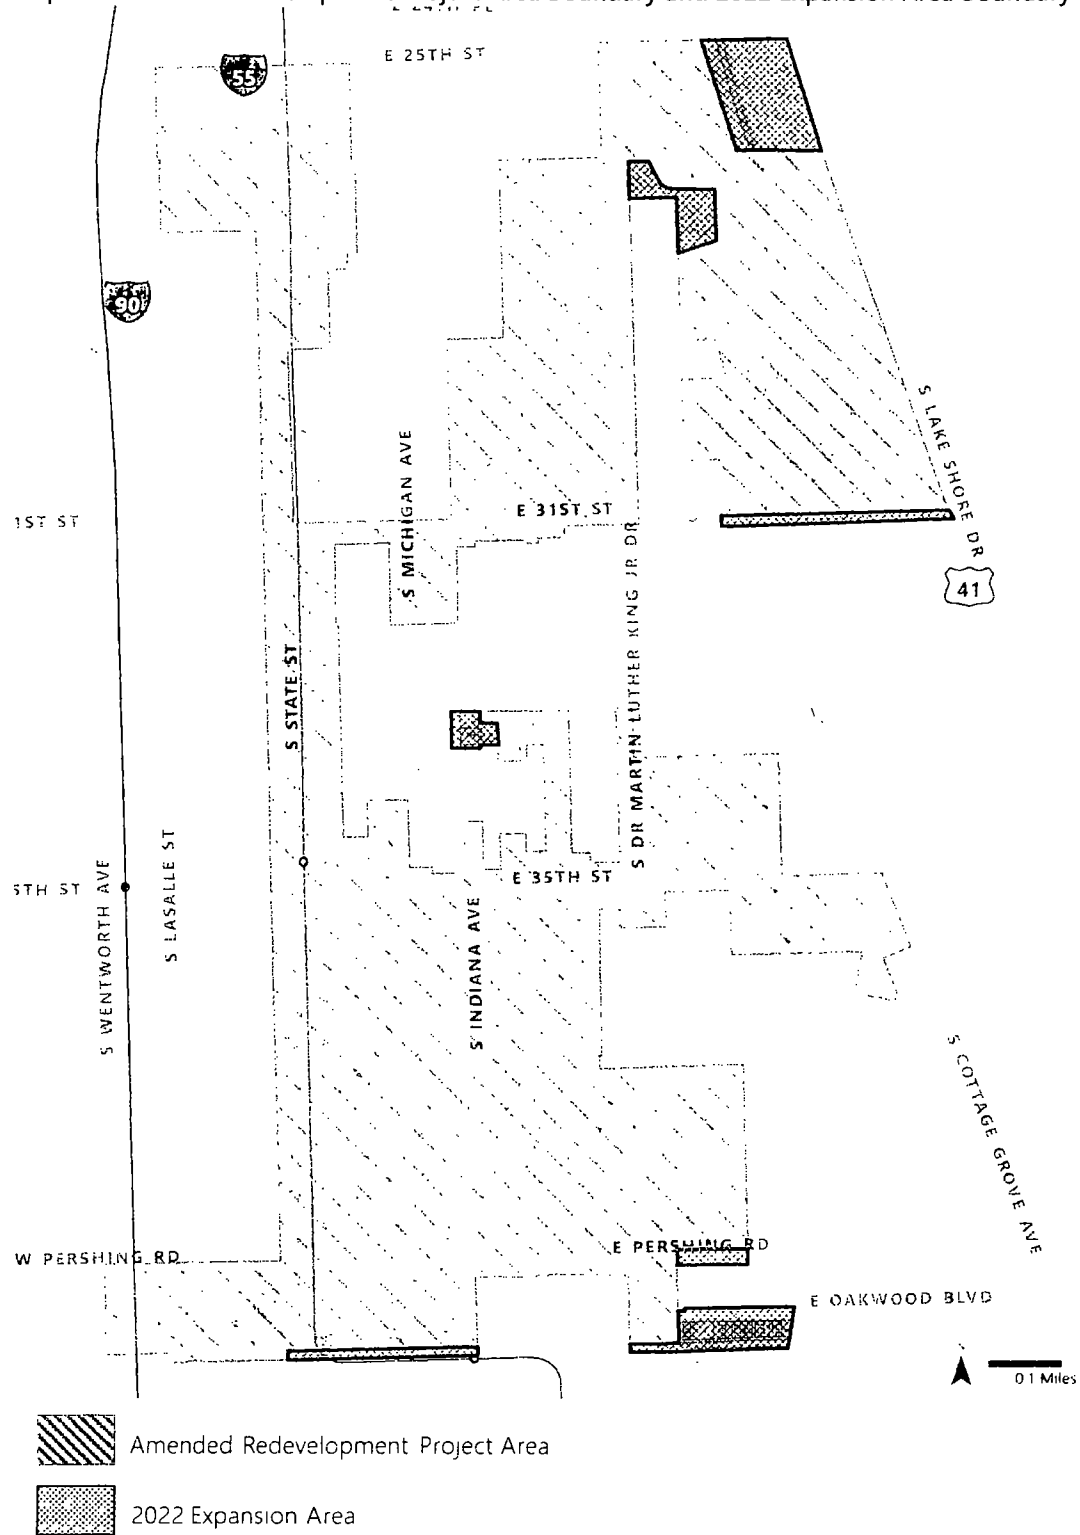 E 25TH ST
55
90
S LAKE SHORE DR
S MICHIGAN AVE
E 31ST ST
1ST ST
S DR MARTIN LUTHER KING JR DR
41
S STATE ST
S LASALLE ST
S WENTWORTH AVE
E 35TH ST
5TH ST
S INDIANA AVE
S COTTAGE GROVE AVE
E PERSHING RD
W PERSHING RD
E OAKWOOD BLVD
0 1 Miles
Amended Redevelopment Project Area
2022 Expansion Area